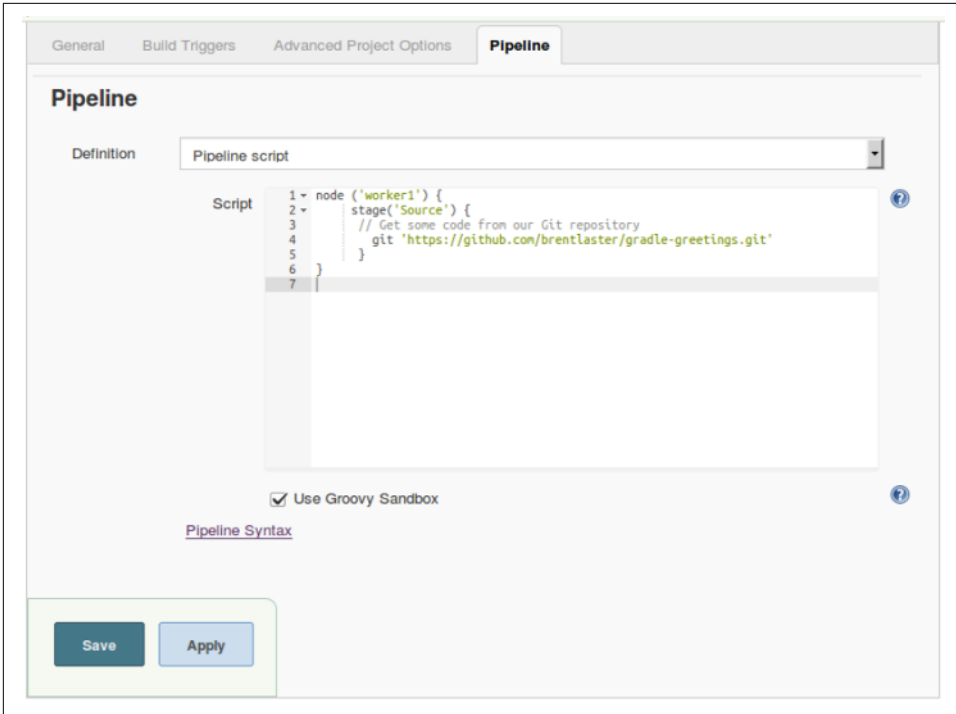 General Build Triggers Advanced Project Options Pipeline
Pipeline
Definition Pipeline script
Script
1 node ('worker1') {
2 stage('Source') {
3 // Get some code from our Git repository
4 git 'https://github.com/brentlaster/gradle-greetings.git'
5 }
6 }
7
Use Groovy Sandbox
Pipeline Syntax
Save Apply